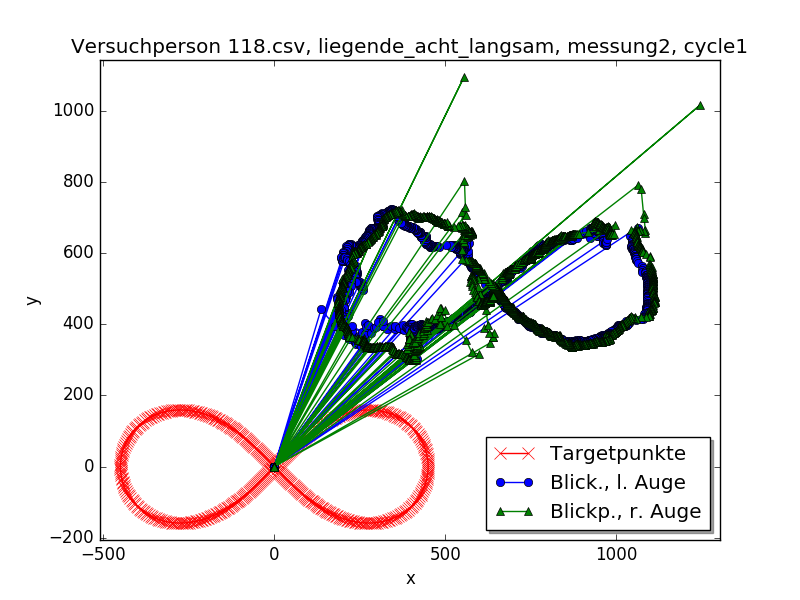 Versuchperson 118.csv, liegende_acht_langsam, messung2, cycle1
y
1000
800
600
400
200
0
−200
−500
0
500
1000
x
Targetpunkte
Blick., l. Auge
Blickp., r. Auge